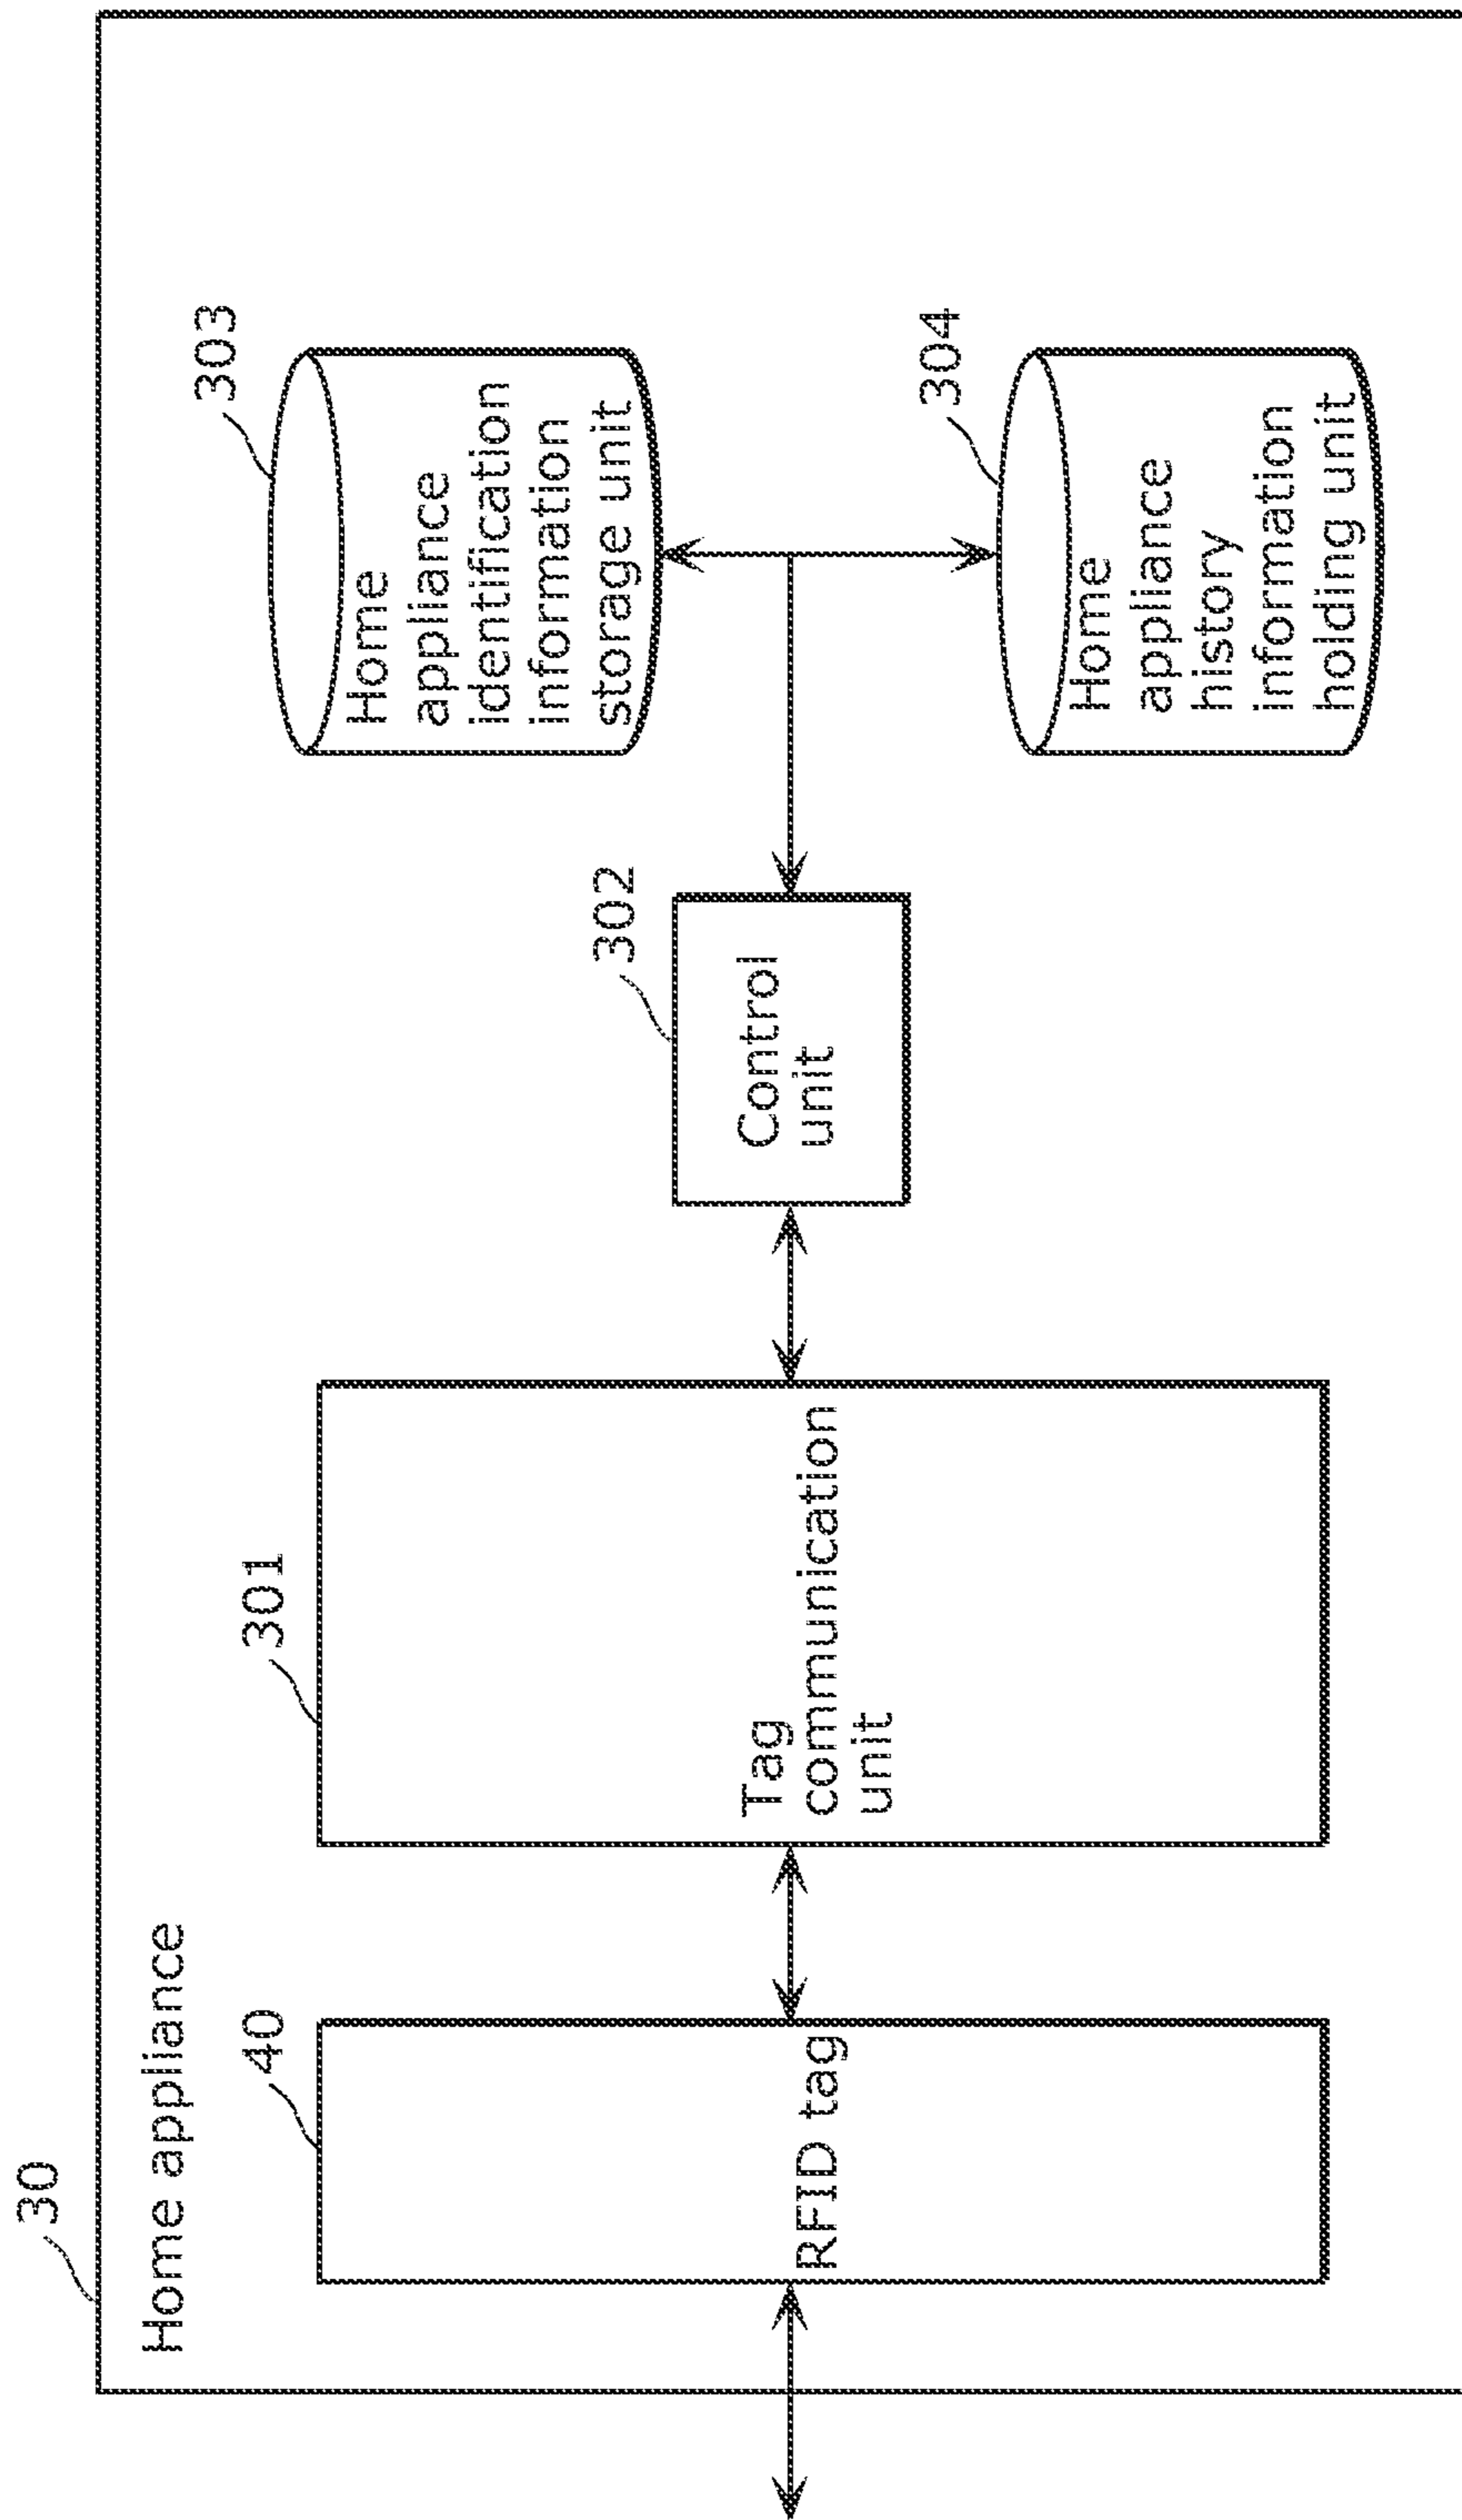 30
Home appliance
40
RFID tag
301
Tag
communication
unit
302
Control
unit
303
Home
appliance
identification
information
storage unit
304
Home
appliance
history
information
holding unit